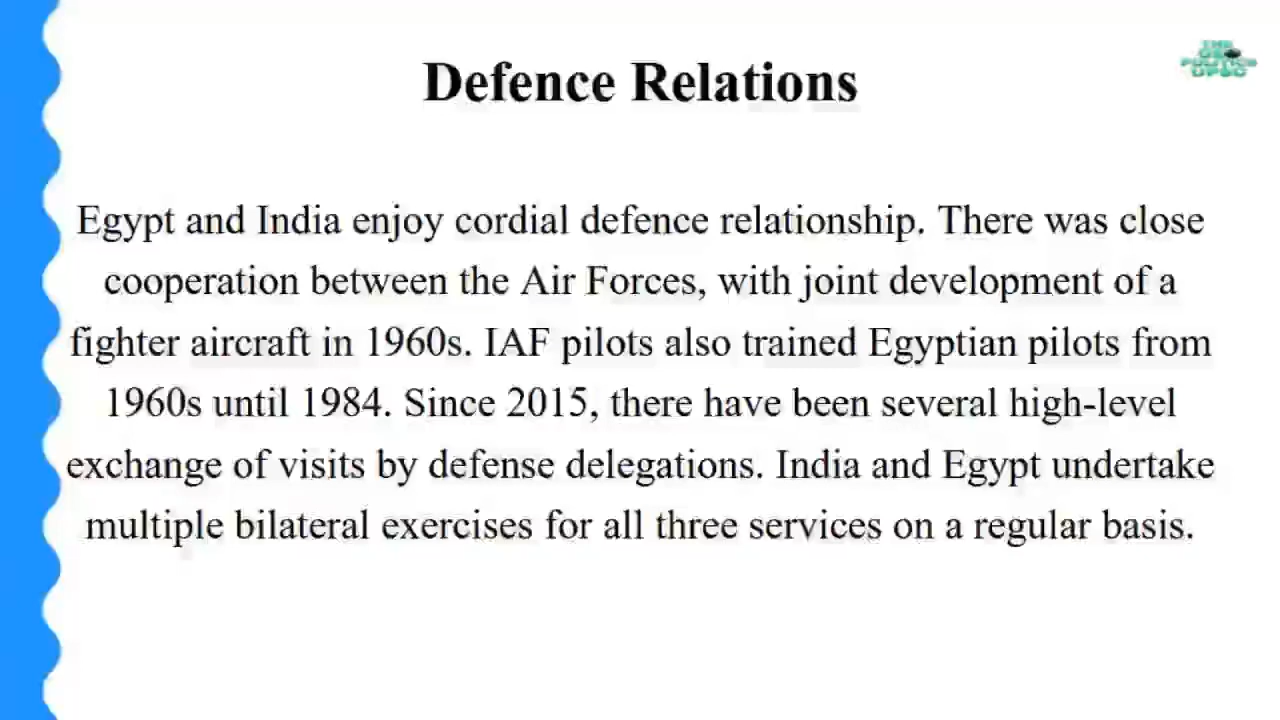 Defence Relations
Egypt and India enjoy cordial defence relationship. There was close
cooperation between the Air Forces, with joint development of a
fighter aircraft in 1960s. IAF pilots also trained Egyptian pilots from
1960s until 1984. Since 2015, there have been several high-level
exchange of visits by defense delegations. India and Egypt undertake
multiple bilateral exercises for all three services on a regular basis.